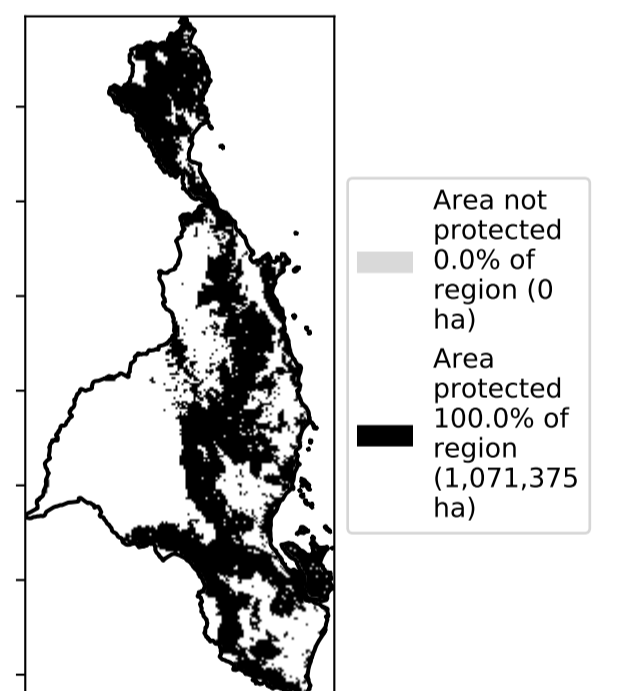 Area not
protected
0.0% of
region (0
ha)
Area
protected
100.0% of
region
(1,071,375
ha)